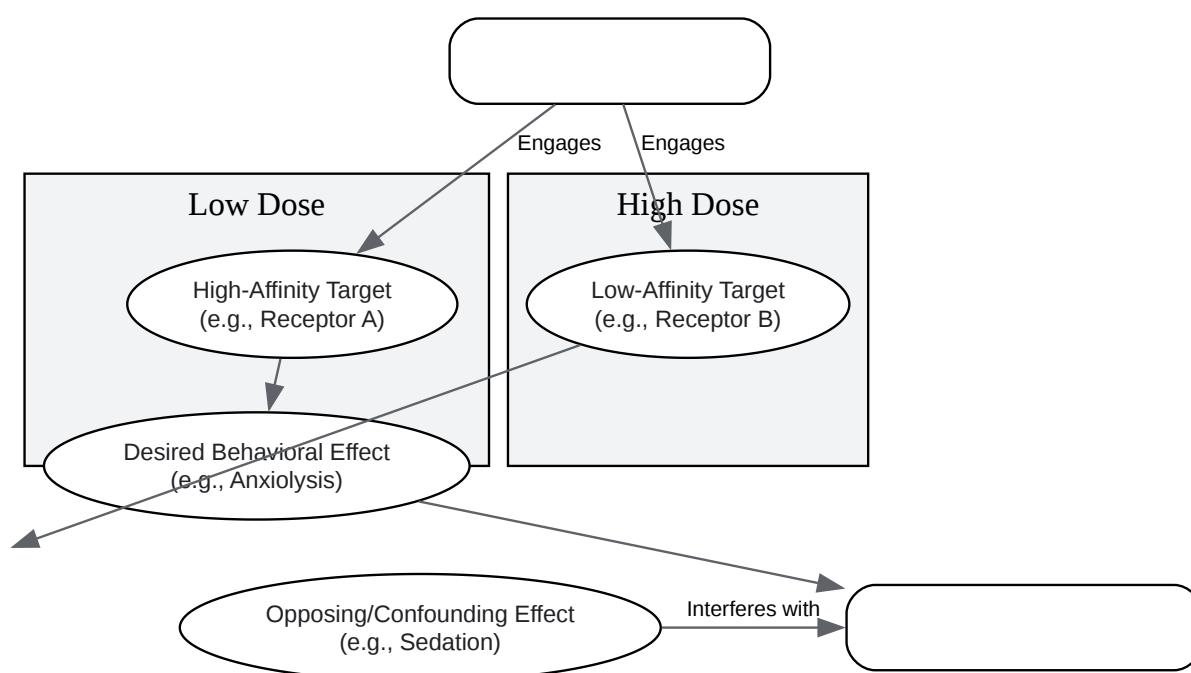 Engages
Engages
Low Dose
High Dose
High-Affinity Target
(e.g., Receptor A)
Low-Affinity Target
(e.g., Receptor B)
Desired Behavioral Effect
(e.g., Anxiolysis)
Opposing/Confounding Effect
(e.g., Sedation)
Interferes with